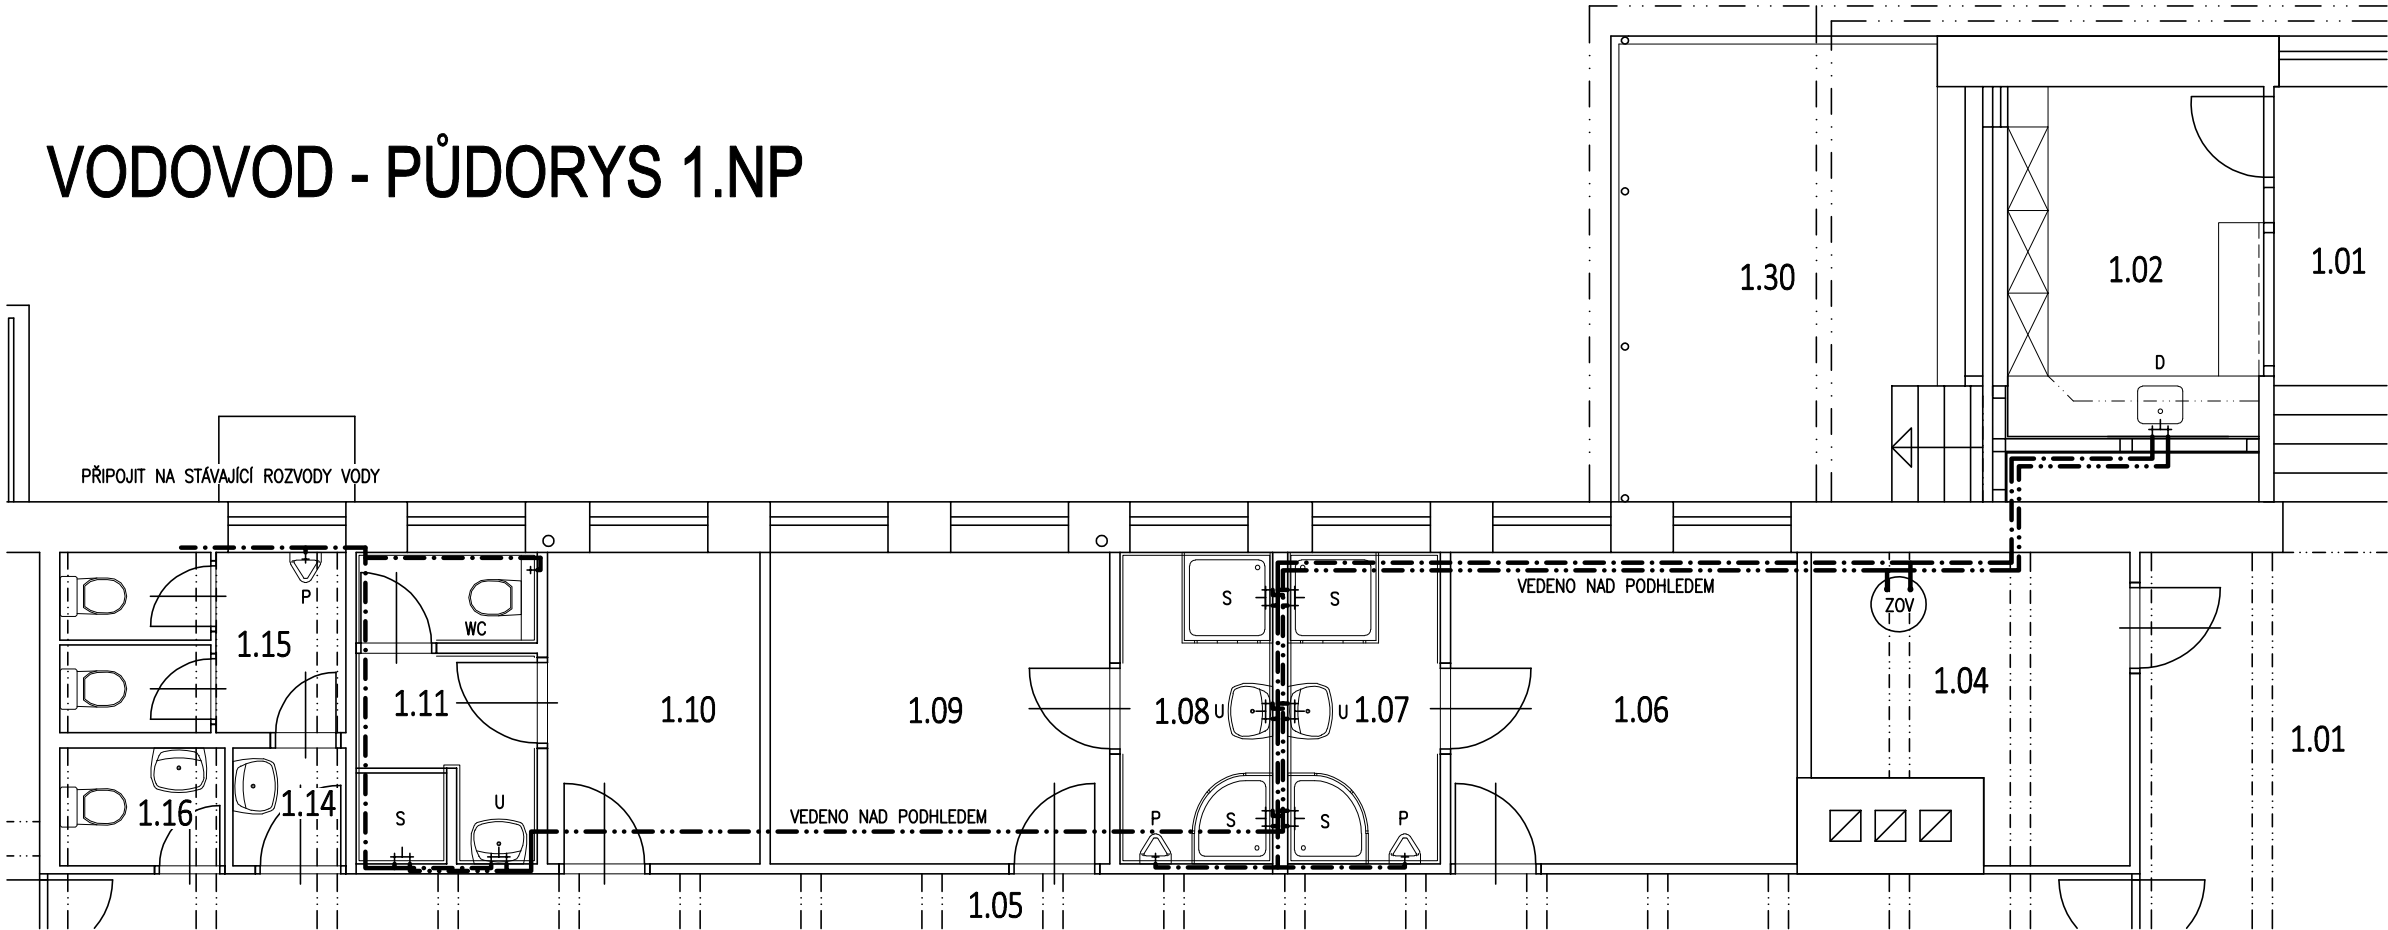 VODOVOD - PŮDORYS 1.NP
1.30
1.02
1.01
D
PŘIPOJIT NA STÁVAJÍCÍ ROZVODY VODY
VEDENO NAD PODHLEDEM
P
WC
S
S
ZOV
1.15
1.11
1.10
1.09
1.08
U
U
1.07
1.06
1.04
1.01
1.16
1.14
S
U
VEDENO NAD PODHLEDEM
P
S
S
P
1.05